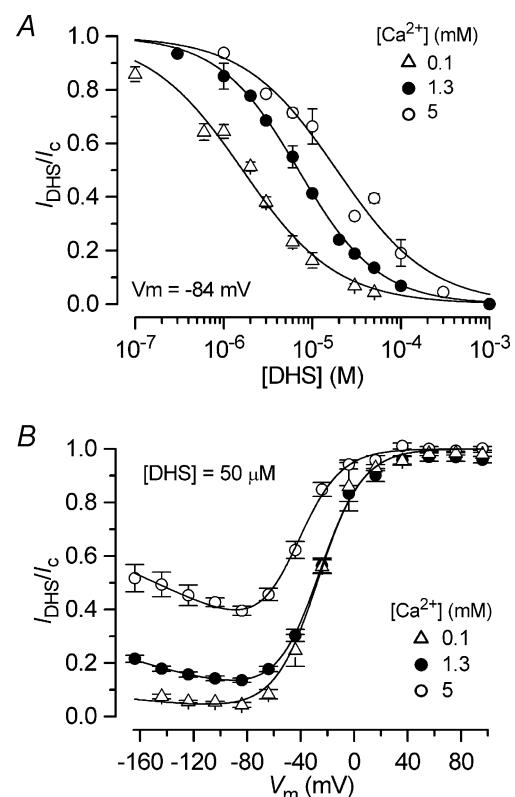 A
[Ca²⁺] (mM)
△ 0.1
● 1.3
○ 5
1.0
0.8
0.6
0.4
0.2
0.0
I_DHS/I_c
Vm = -84 mV
10⁻⁷ 10⁻⁶ 10⁻⁵ 10⁻⁴ 10⁻³
[DHS] (M)
B
[DHS] = 50 μM
1.0
0.8
0.6
0.4
0.2
0.0
I_DHS/I_c
[Ca²⁺] (mM)
△ 0.1
● 1.3
○ 5
-160 -120 -80 -40 0 40 80
V_m (mV)